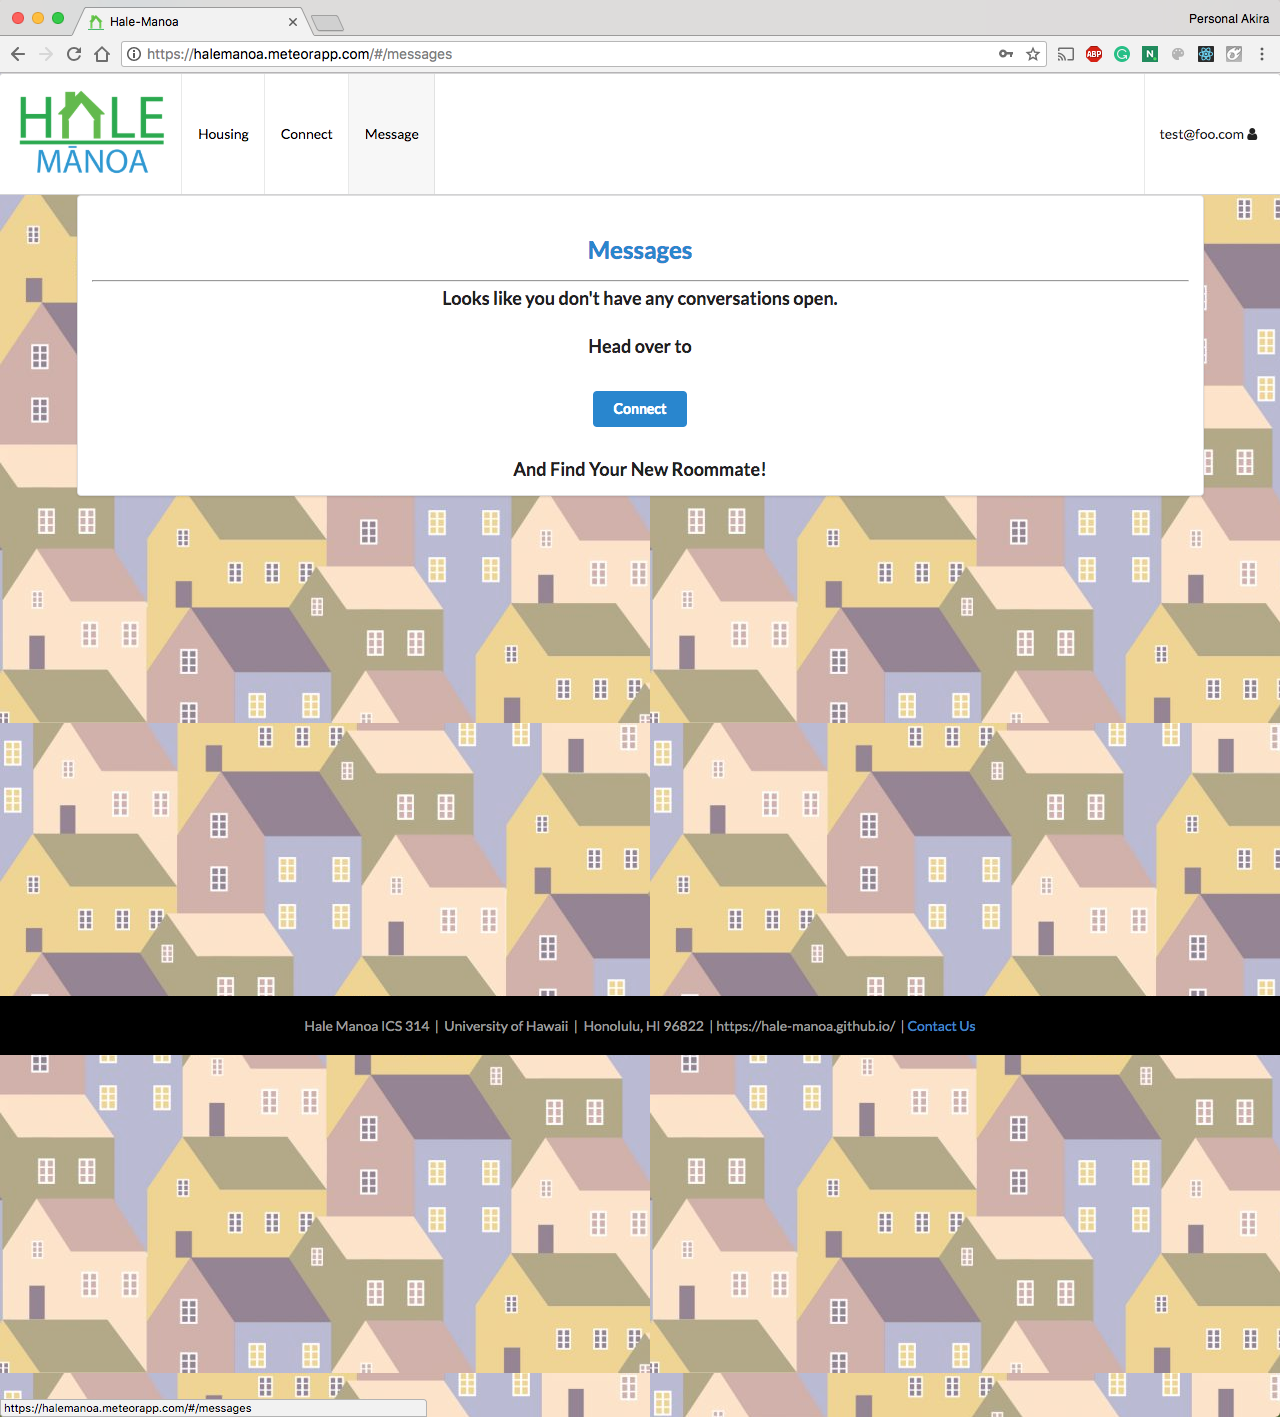 Hale-Manoa
Personal Akira
https://halemanoa.meteorapp.com/#/messages
ABP
G
N
HALE
MĀNOA
Housing
Connect
Message
test@foo.com
Messages
Looks like you don't have any conversations open.
Head over to
Connect
And Find Your New Roommate!
Hale Manoa ICS 314 | University of Hawaii | Honolulu, HI 96822 | https://hale-manoa.github.io/ | Contact Us
https://halemanoa.meteorapp.com/#/messages